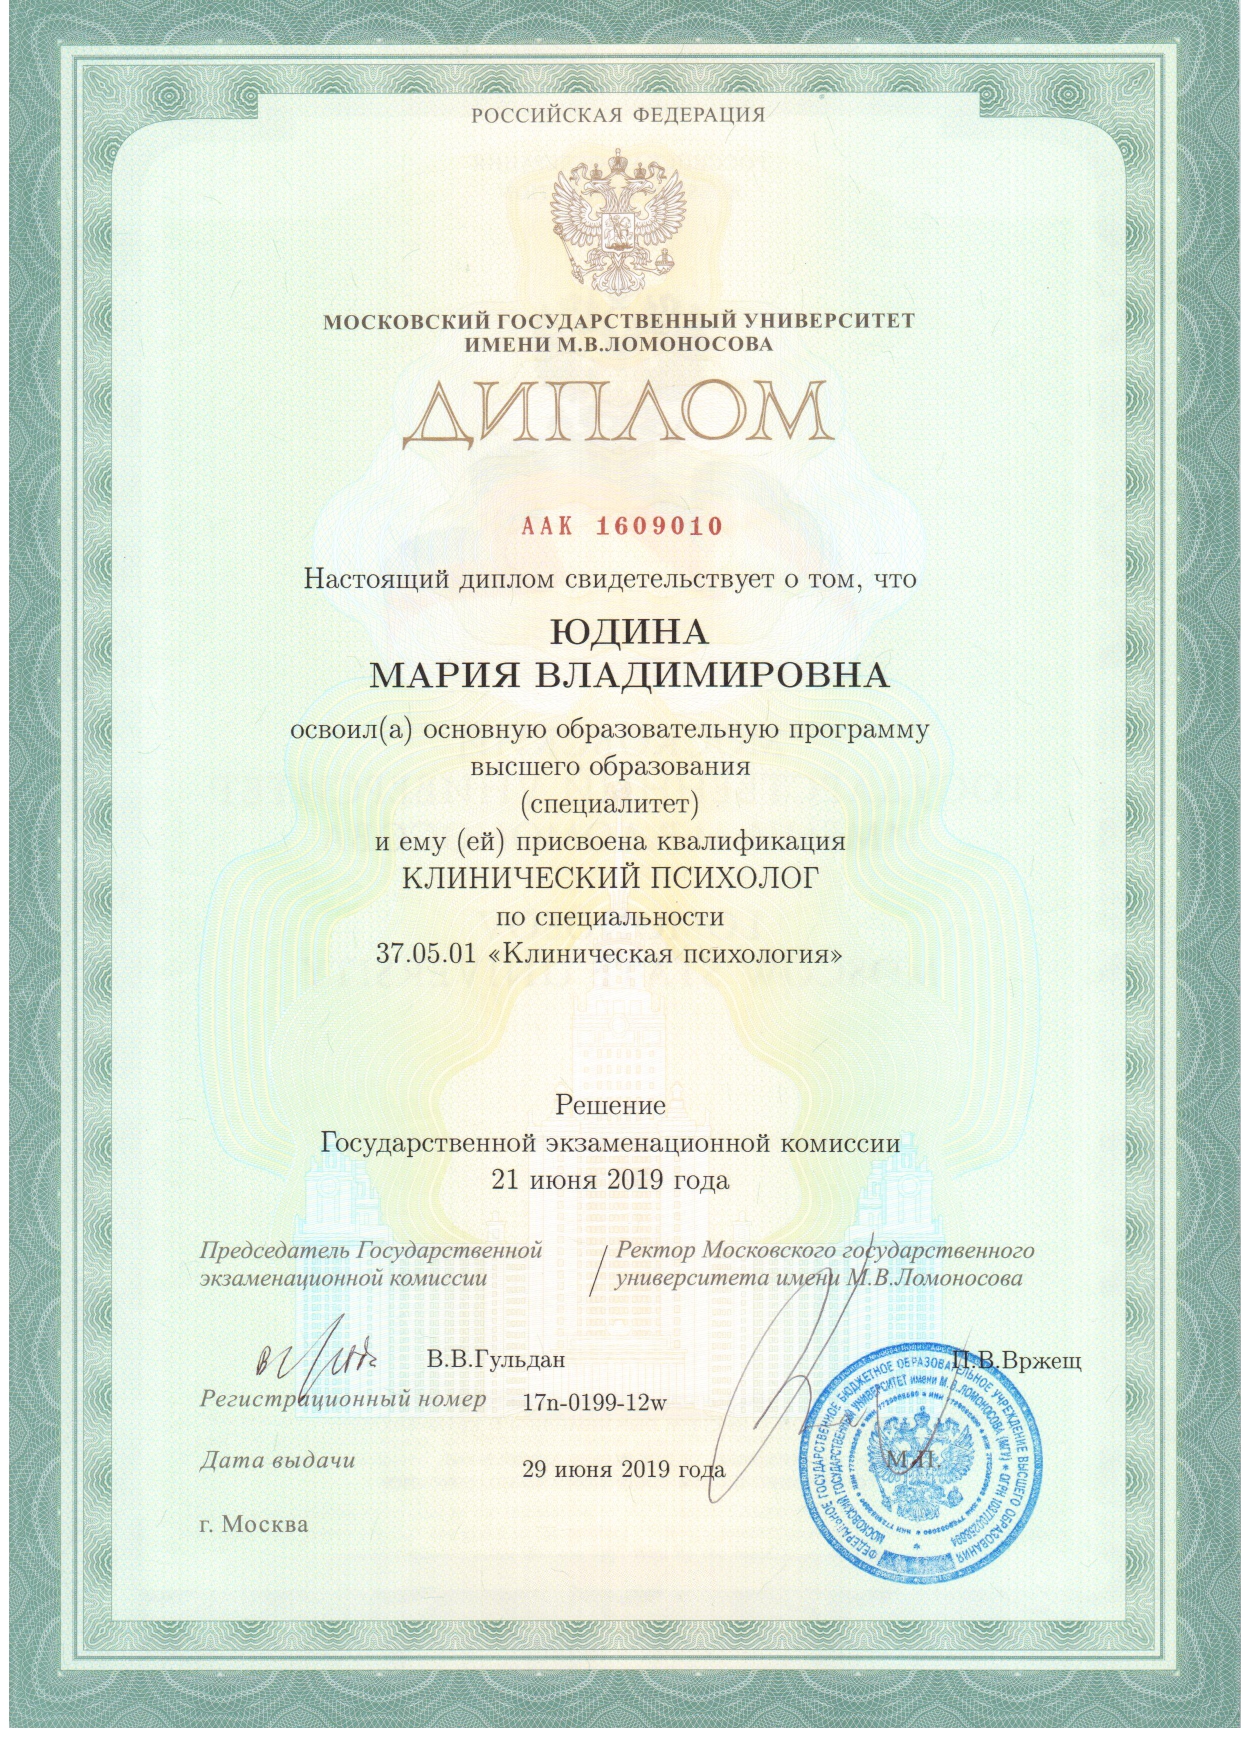 РОССИЙСКАЯ ФЕДЕРАЦИЯ
МОСКОВСКИЙ ГОСУДАРСТВЕННЫЙ УНИВЕРСИТЕТ
ИМЕНИ М.В.ЛОМОНОСОВА
ДИПЛОМ
ААК 1609010
Настоящий диплом свидетельствует о том, что
ЮДИНА
МАРИЯ ВЛАДИМИРОВНА
освоил(а) основную образовательную программу
высшего образования
(специалитет)
и ему (ей) присвоена квалификация
КЛИНИЧЕСКИЙ ПСИХОЛОГ
по специальности
37.05.01 «Клиническая психология»
Решение
Государственной экзаменационной комиссии
21 июня 2019 года
Председатель Государственной
экзаменационной комиссии
/ Ректор Московского государственного
университета имени М.В.Ломоносова
В.В.Гульдан
П.В.Вржещ
Регистрационный номер 17n-0199-12w
Дата выдачи 29 июня 2019 года
М.П.
г. Москва
ФЕДЕРАЛЬНОЕ ГОСУДАРСТВЕННОЕ БЮДЖЕТНОЕ ОБРАЗОВАТЕЛЬНОЕ УЧРЕЖДЕНИЕ ВЫСШЕГО ОБРАЗОВАНИЯ
МОСКОВСКИЙ ГОСУДАРСТВЕННЫЙ УНИВЕРСИТЕТ имени М.В.ЛОМОНОСОВА (МГУ) * ОГРН 1037700258694